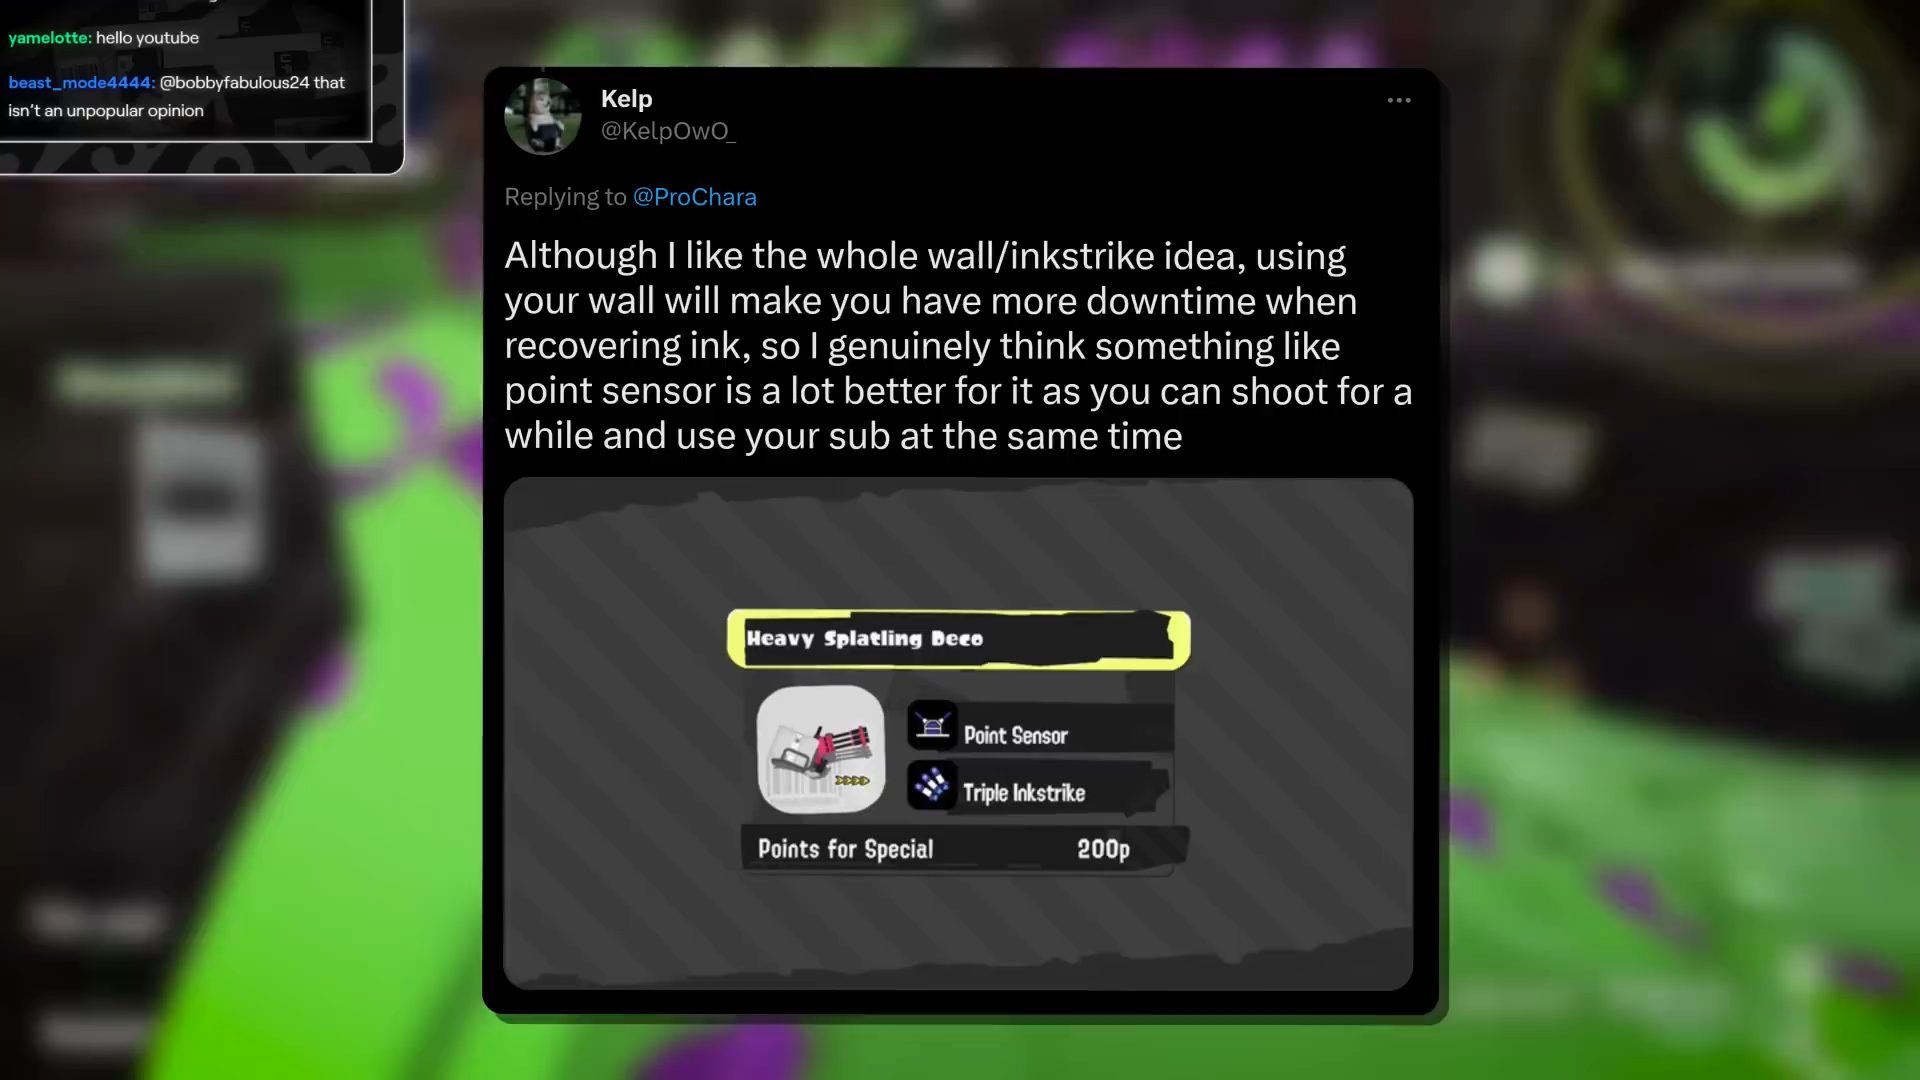 yamelotte: hello youtube
beast_mode4444: @bobbyfabulous24 that
isn't an unpopular opinion
Kelp
@KelpOwO_
Replying to @ProChara
Although I like the whole wall/inkstrike idea, using
your wall will make you have more downtime when
recovering ink, so I genuinely think something like
point sensor is a lot better for it as you can shoot for a
while and use your sub at the same time
Heavy Splatling Deco
Point Sensor
Triple Inkstrike
Points for Special 200p